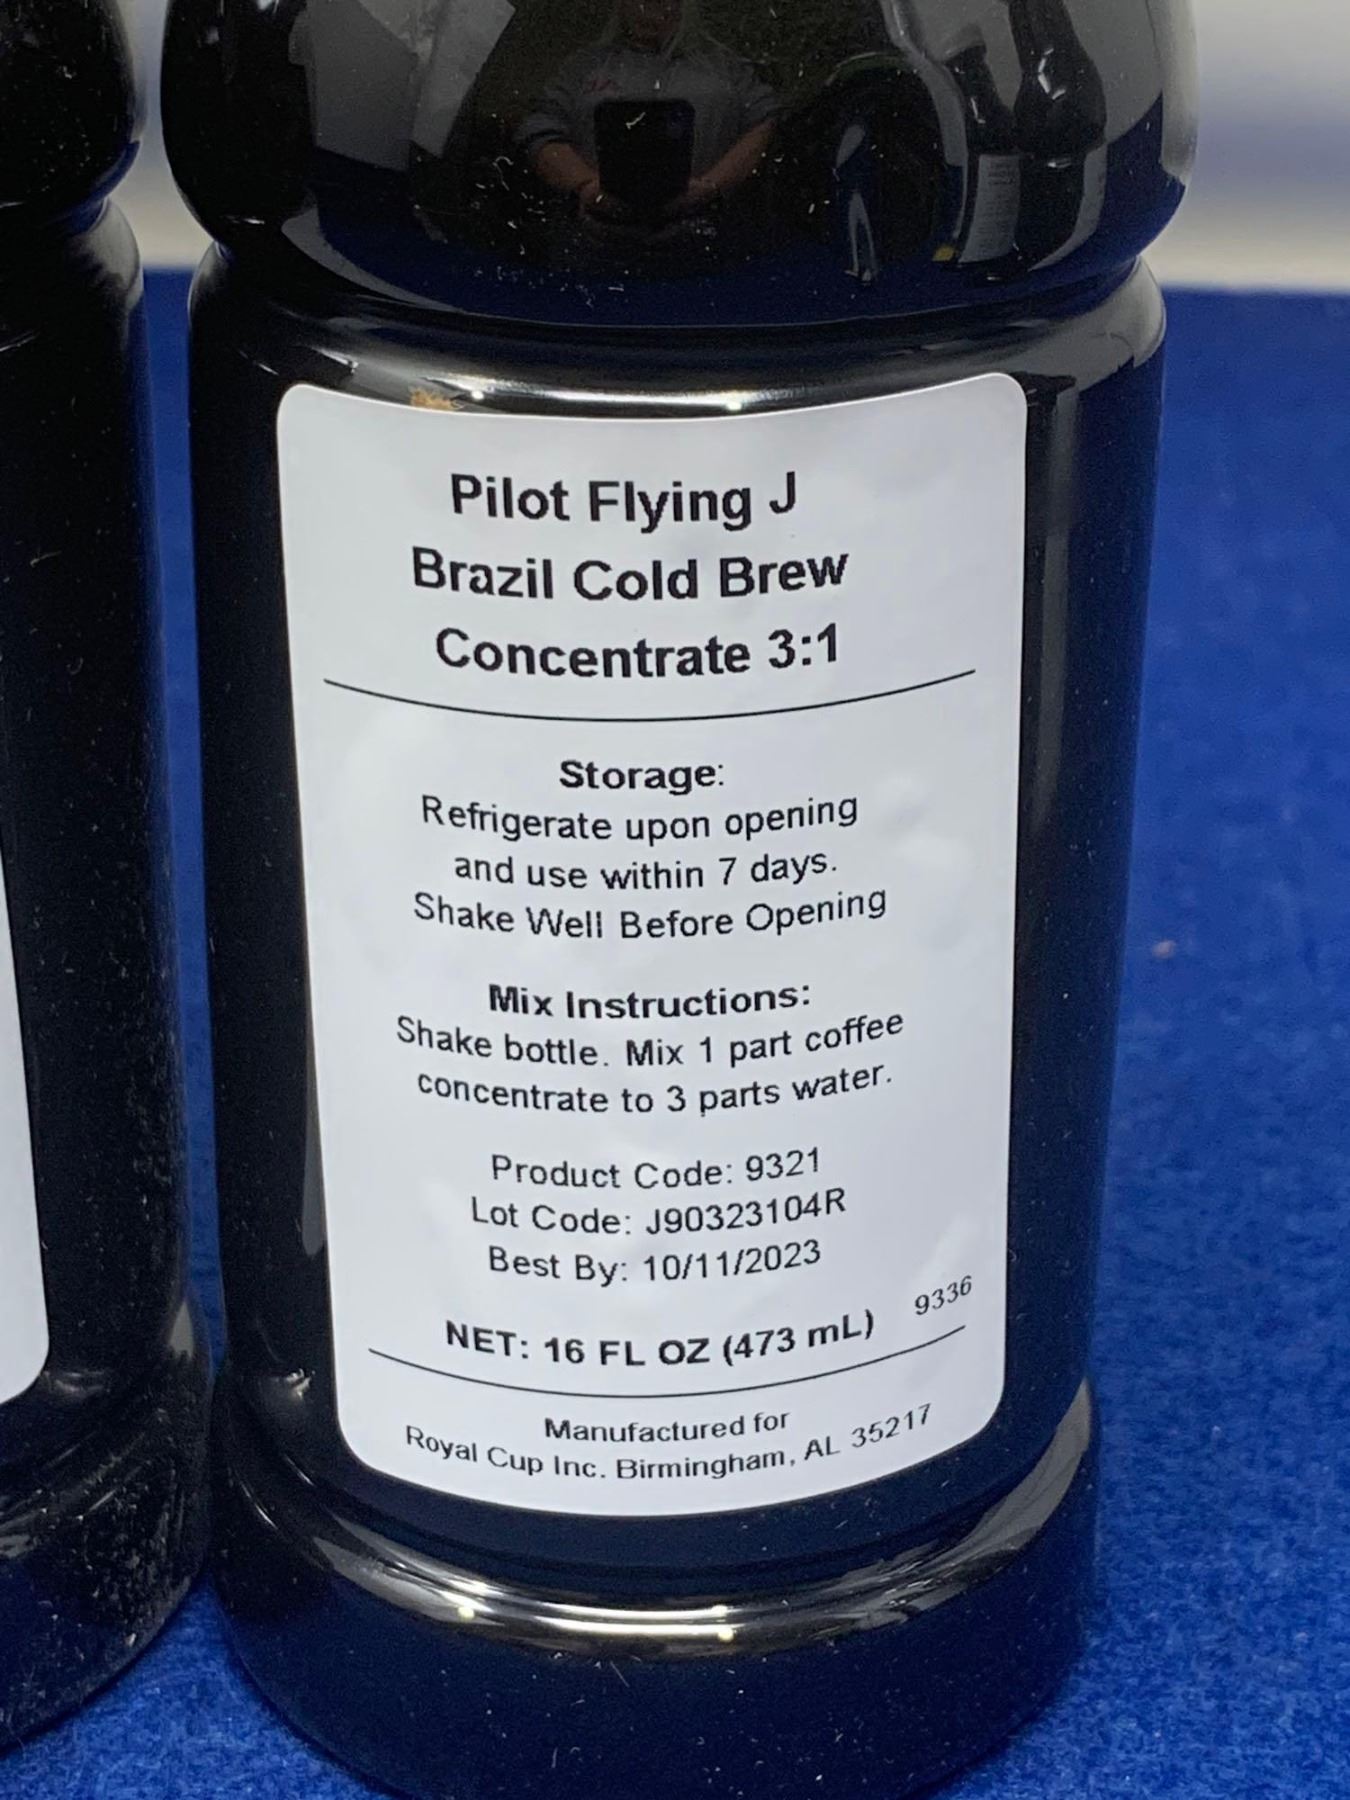 Pilot Flying J
Brazil Cold Brew
Concentrate 3:1
Storage:
Refrigerate upon opening
and use within 7 days.
Shake Well Before Opening
Mix Instructions:
Shake bottle. Mix 1 part coffee
concentrate to 3 parts water.
Product Code: 9321
Lot Code: J90323104R
Best By: 10/11/2023
NET: 16 FL OZ (473 mL) 9336
Manufactured for
Royal Cup Inc. Birmingham, AL 35217